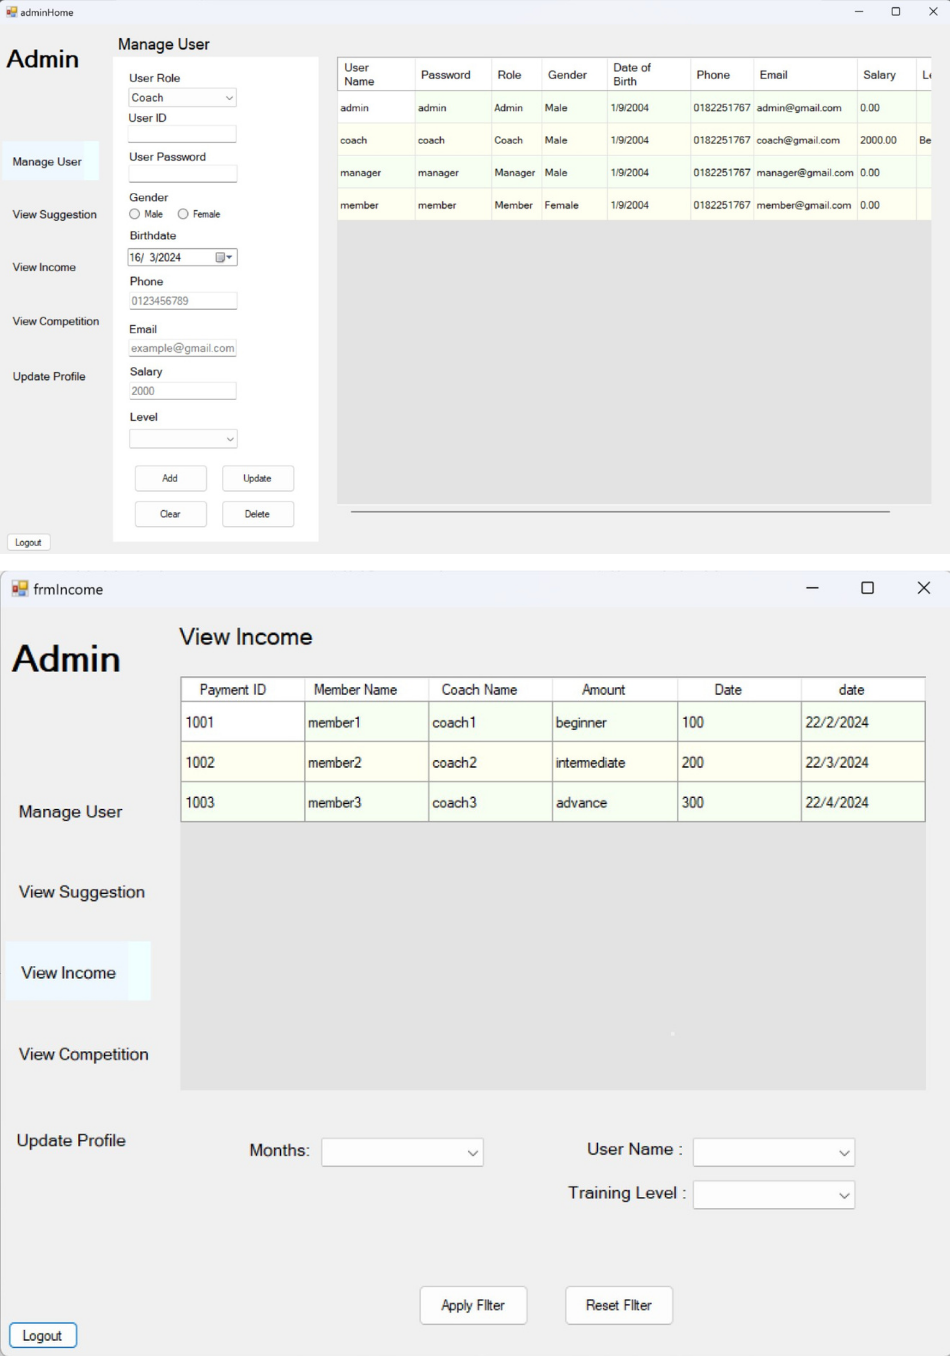 adminHome
Admin
Manage User
View Suggestion
View Income
View Competition
Update Profile
Logout
Manage User
User Role
Coach
User ID
User Password
Gender
Male Female
Birthdate
16/ 3/2024
Phone
0123456789
Email
example@gmail.com
Salary
2000
Level
Add Update
Clear Delete
User Name Password Role Gender Date of Birth Phone Email Salary Le
admin admin Admin Male 1/9/2004 0182251767 admin@gmail.com 0.00
coach coach Coach Male 1/9/2004 0182251767 coach@gmail.com 2000.00 Be
manager manager Manager Male 1/9/2004 0182251767 manager@gmail.com 0.00
member member Member Female 1/9/2004 0182251767 member@gmail.com 0.00
frmIncome
Admin
Manage User
View Suggestion
View Income
View Competition
Update Profile
Logout
View Income
Payment ID Member Name Coach Name Amount Date date
1001 member1 coach1 beginner 100 22/2/2024
1002 member2 coach2 intermediate 200 22/3/2024
1003 member3 coach3 advance 300 22/4/2024
Months: User Name :
Training Level :
Apply FIlter Reset FIlter